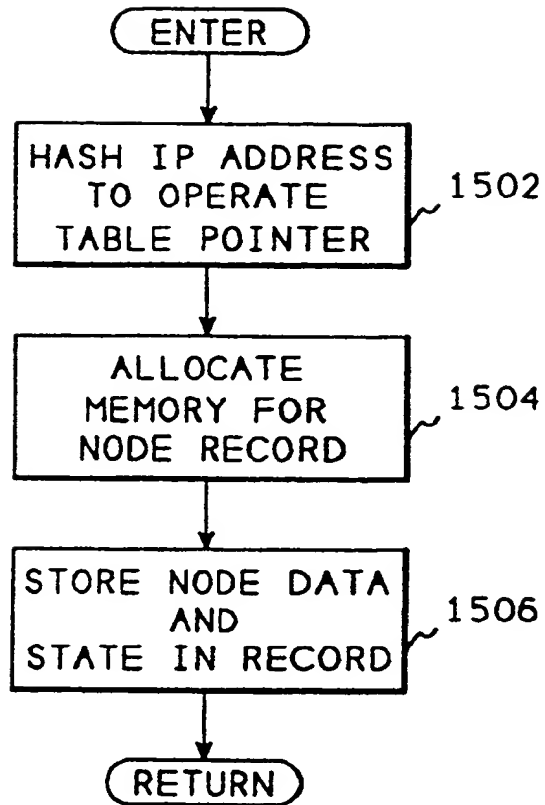 ENTER
HASH IP ADDRESS
TO OPERATE
TABLE POINTER
1502
ALLOCATE
MEMORY FOR
NODE RECORD
1504
STORE NODE DATA
AND
STATE IN RECORD
1506
RETURN